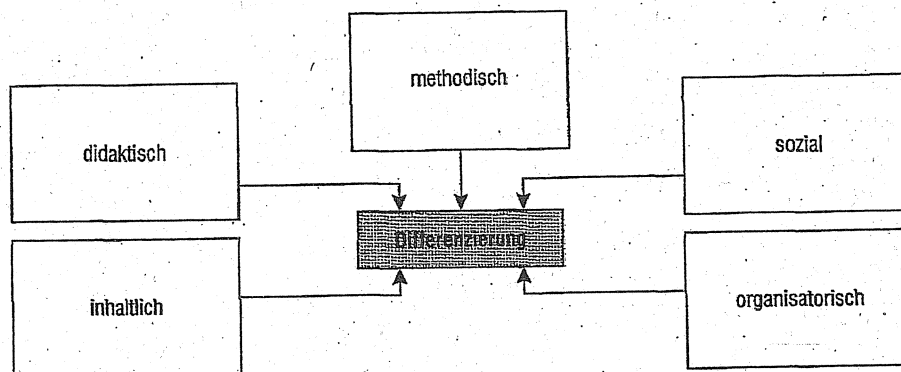 methodisch
didaktisch
sozial
Differenzierung
inhaltlich
organisatorisch